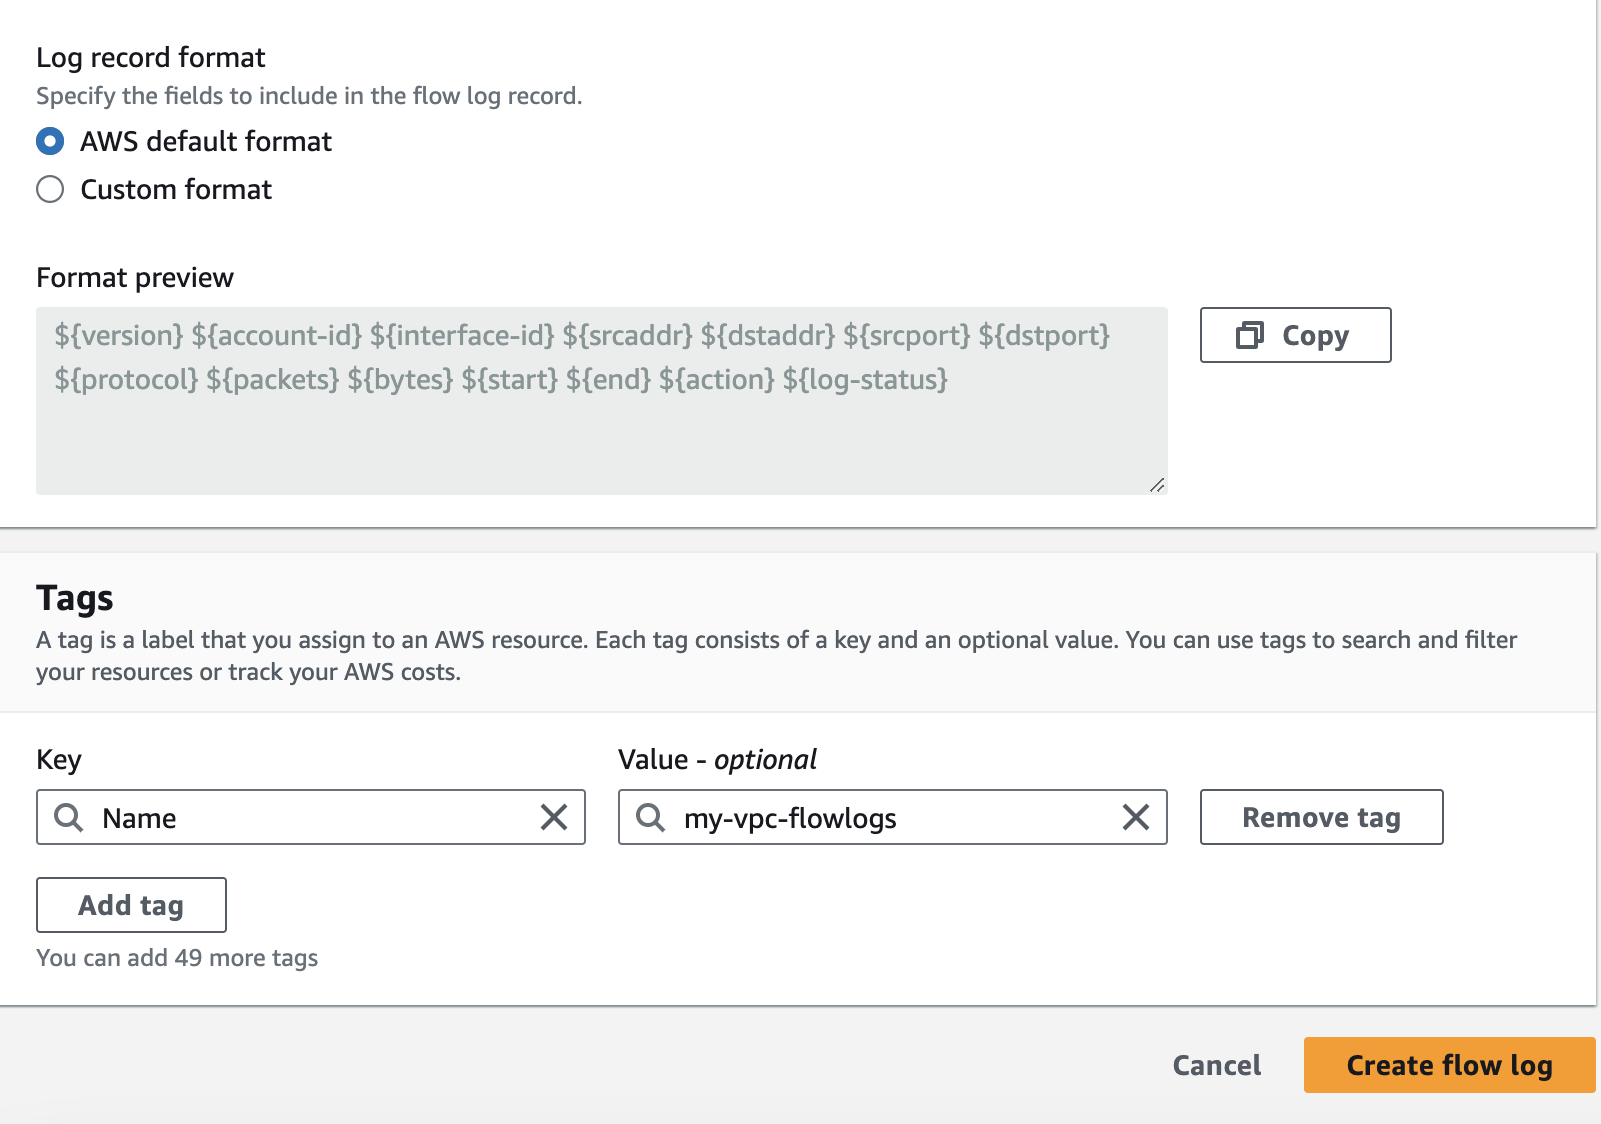 Log record format
Specify the fields to include in the flow log record.
AWS default format
Custom format
Format preview
${version} ${account-id} ${interface-id} ${srcaddr} ${dstaddr} ${srcport} ${dstport}
${protocol} ${packets} ${bytes} ${start} ${end} ${action} ${log-status}
Copy
Tags
A tag is a label that you assign to an AWS resource. Each tag consists of a key and an optional value. You can use tags to search and filter
your resources or track your AWS costs.
Key
Value - optional
Name
my-vpc-flowlogs
Remove tag
Add tag
You can add 49 more tags
Cancel
Create flow log